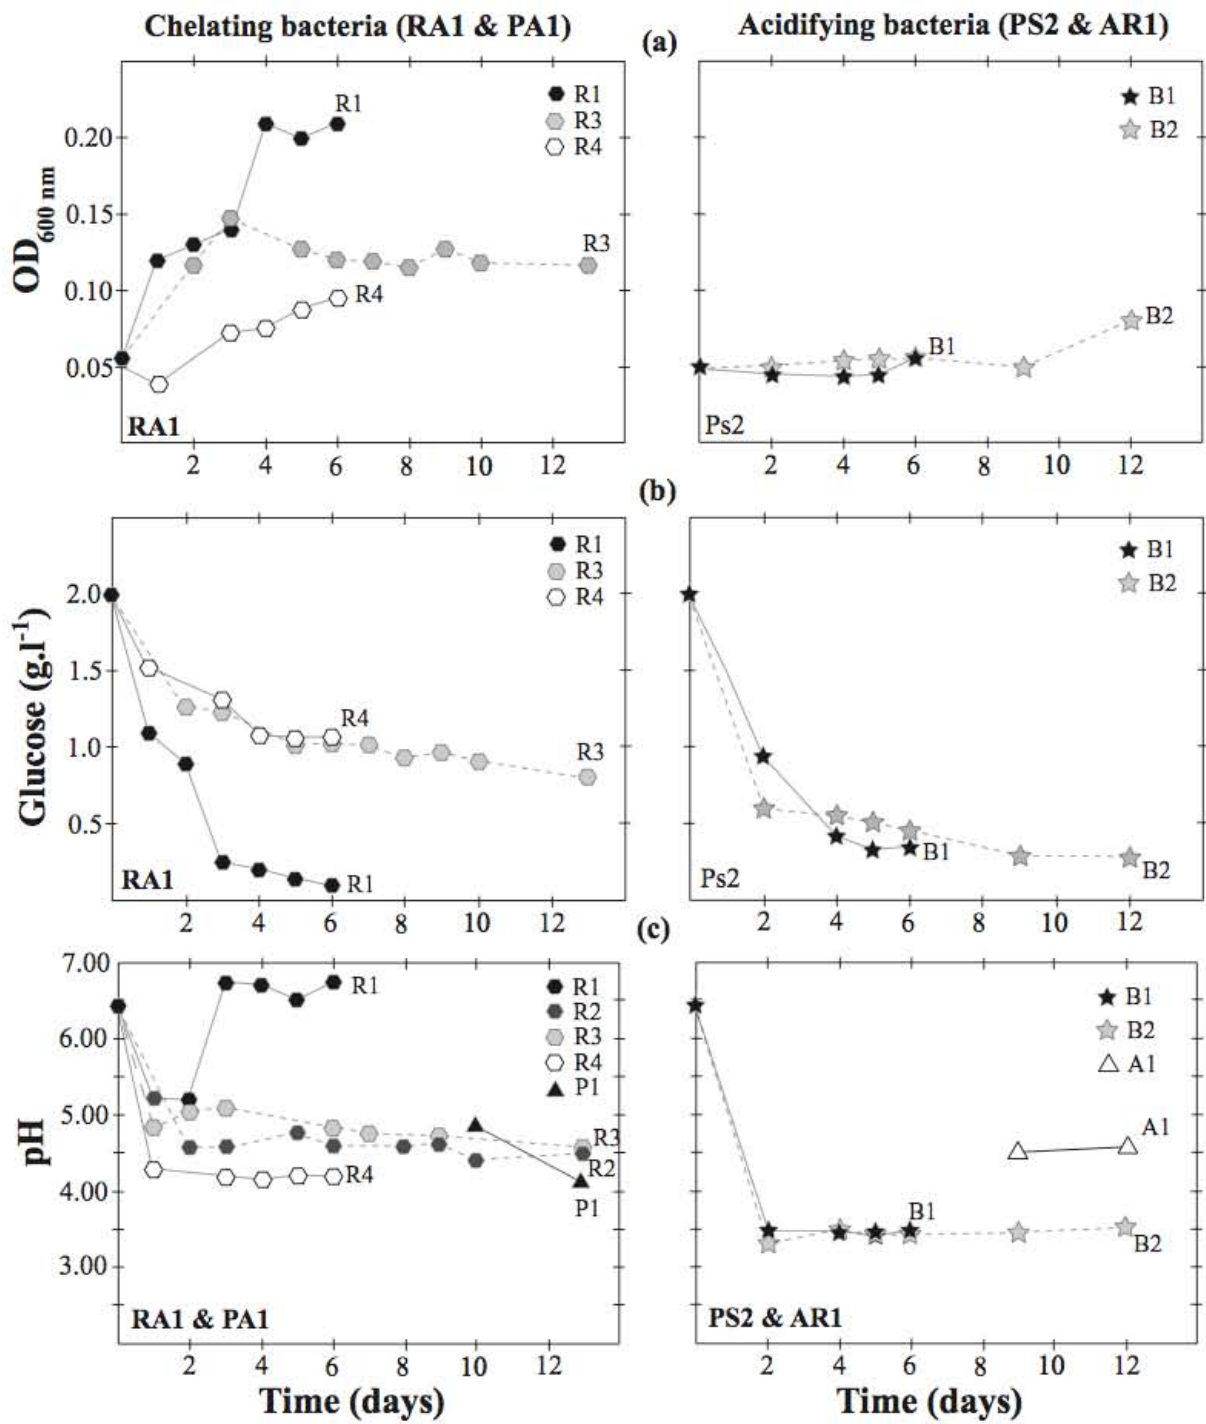 Chelating bacteria (RA1 & PA1)
(a)
Acidifying bacteria (PS2 & AR1)
OD600 nm
0.20
0.15
0.10
0.05
R1
R3
R4
R1
R3
R4
RA1
2 4 6 8 10 12
B1
B2
B1
B2
Ps2
2 4 6 8 10 12
(b)
Glucose (g.l-1)
2.0
1.5
1.0
0.5
R1
R3
R4
R4
R3
R1
RA1
2 4 6 8 10 12
B1
B2
B1
B2
Ps2
2 4 6 8 10 12
(c)
pH
7.00
6.00
5.00
4.00
3.00
R1
R2
R3
R4
P1
R1
R3
R2
R4
P1
RA1 & PA1
2 4 6 8 10 12
Time (days)
B1
B2
A1
A1
B1
B2
PS2 & AR1
2 4 6 8 10 12
Time (days)